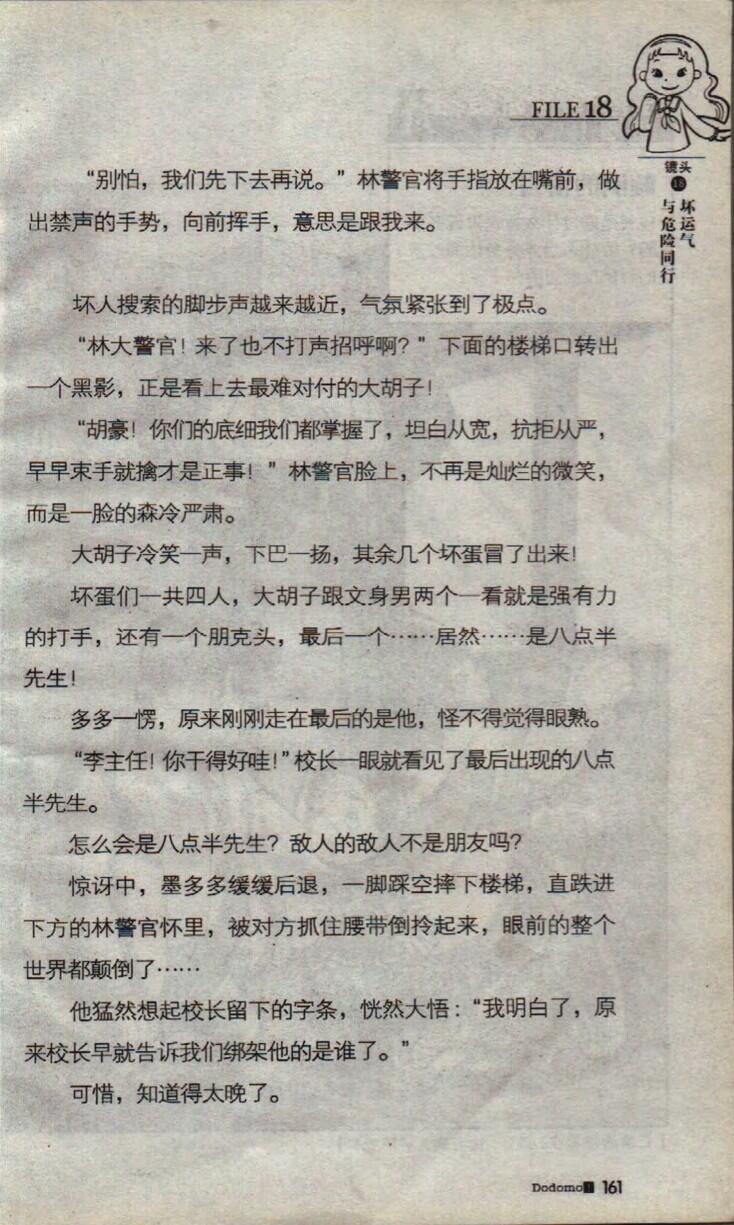 FILE 18
镜头
18
坏运气
与危险同行
“别怕，我们先下去再说。”林警官将手指放在嘴前，做
出禁声的手势，向前挥手，意思是跟我来。
坏人搜索的脚步声越来越近，气氛紧张到了极点。
“林大警官！来了也不打声招呼啊？”下面的楼梯口转出
一个黑影，正是看上去最难对付的大胡子！
“胡豪！你们的底细我们都掌握了，坦白从宽，抗拒从严，
早早束手就擒才是正事！”林警官脸上，不再是灿烂的微笑，
而是一脸的森冷严肃。
大胡子冷笑一声，下巴一扬，其余几个坏蛋冒了出来！
坏蛋们一共四人，大胡子跟文身男两个一看就是强有力
的打手，还有一个朋克头，最后一个……居然……是八点半
先生！
多多一愣，原来刚刚走在最后的是他，怪不得觉得眼熟。
“李主任！你干得好哇！”校长一眼就看见了最后出现的八点
半先生。
怎么会是八点半先生？敌人的敌人不是朋友吗？
惊讶中，墨多多缓缓后退，一脚踩空摔下楼梯，直跌进
下方的林警官怀里，被对方抓住腰带倒拎起来，眼前的整个
世界都颠倒了……
他猛然想起校长留下的字条，恍然大悟：“我明白了，原
来校长早就告诉我们绑架他的是谁了。”
可惜，知道得太晚了。
Dodomo 161